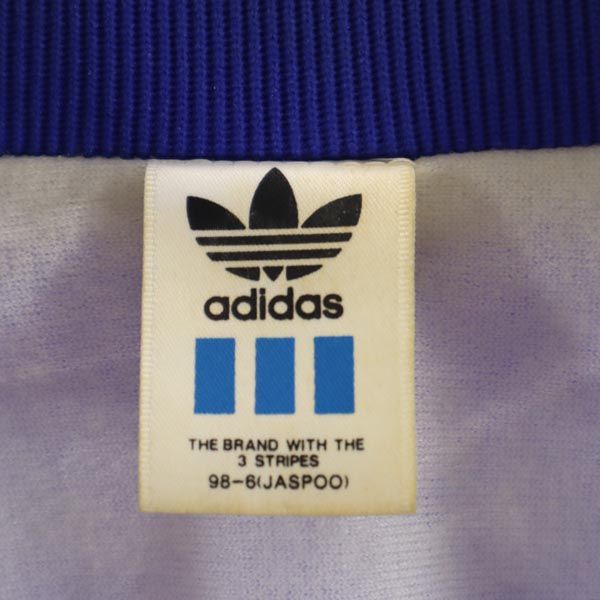 adidas
THE BRAND WITH THE
3 STRIPES
98-6(JASPOO)